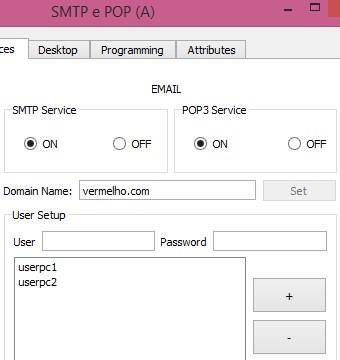 SMTP e POP (A)
Desktop Programming Attributes
EMAIL
SMTP Service POP3 Service
ON OFF ON OFF
Domain Name: vermelho.com Set
User Setup
User Password
userpc1
userpc2
+
-